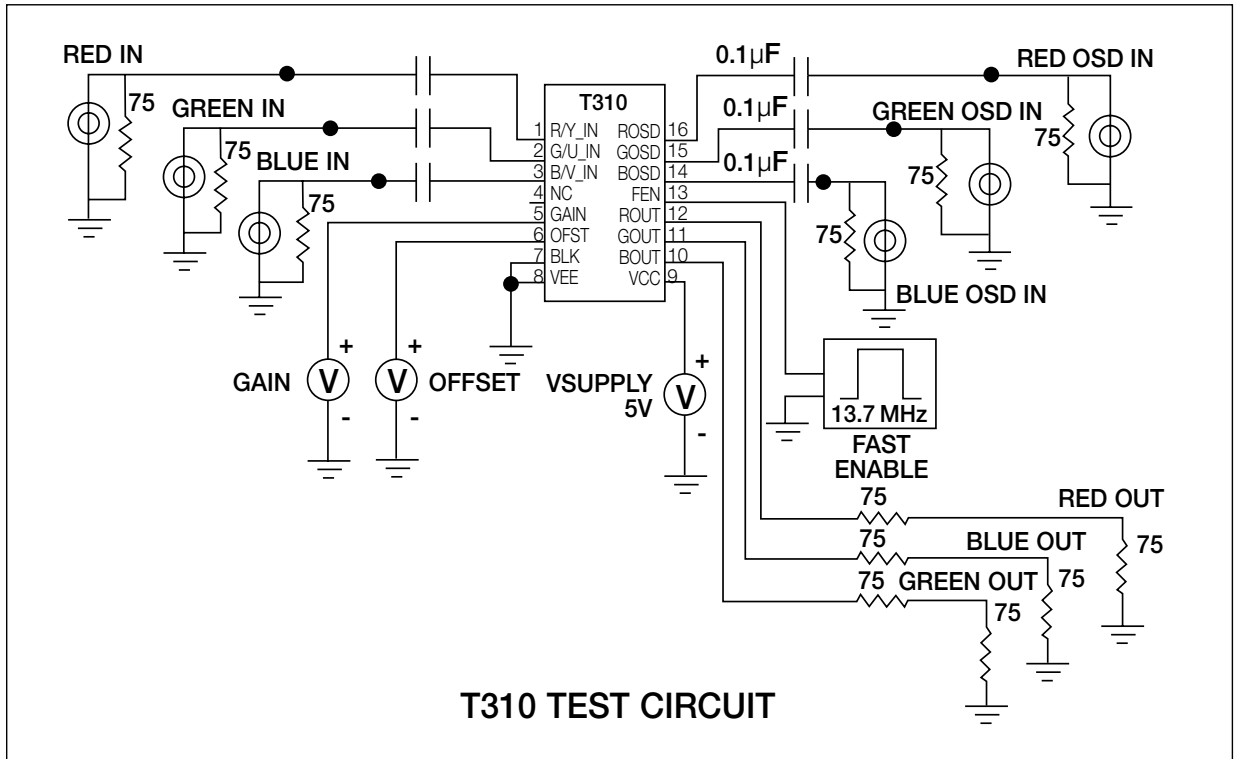 RED IN
75
GREEN IN
75
BLUE IN
75
0.1µF
0.1µF
0.1µF
RED OSD IN
75
GREEN OSD IN
75
75
BLUE OSD IN
T310
1 R/Y_IN ROSD 16
2 G/U_IN GOSD 15
3 B/V_IN BOSD 14
4 NC FEN 13
5 GAIN ROUT 12
6 OFST GOUT 11
7 BLK BOUT 10
8 VEE VCC 9
+
GAIN V
-
+
V OFFSET
-
+
VSUPPLY V
5V
-
13.7 MHz
FAST
ENABLE
75
RED OUT
75
75
BLUE OUT
75
75
GREEN OUT
75
T310 TEST CIRCUIT